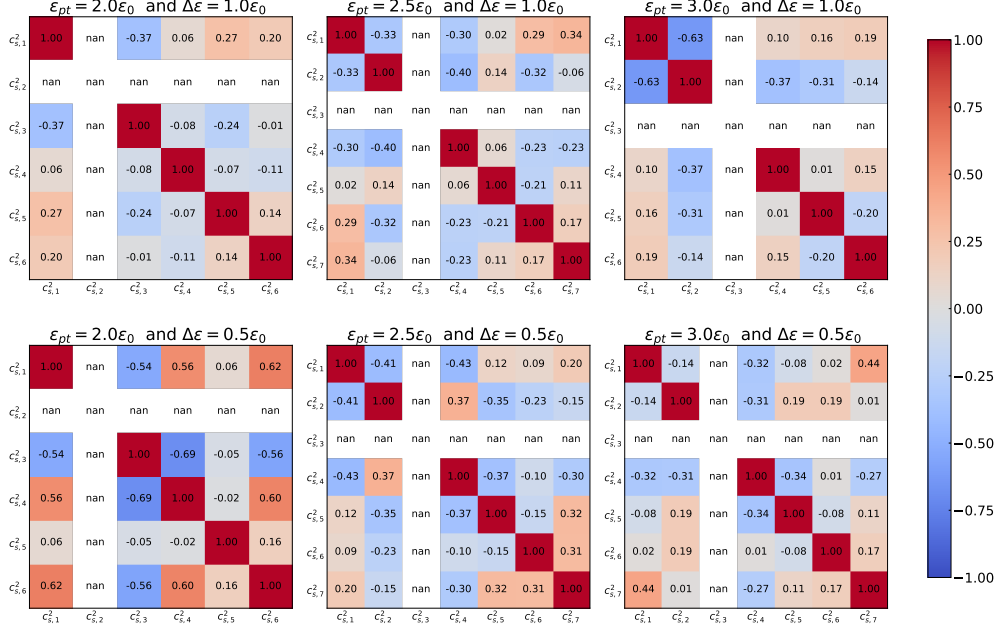 ε_pt = 2.0ε_0 and Δε = 1.0ε_0
c²_s,1 1.00 nan -0.37 0.06 0.27 0.20
c²_s,2 nan nan nan nan nan nan
c²_s,3 -0.37 nan 1.00 -0.08 -0.24 -0.01
c²_s,4 0.06 nan -0.08 1.00 -0.07 -0.11
c²_s,5 0.27 nan -0.24 -0.07 1.00 0.14
c²_s,6 0.20 nan -0.01 -0.11 0.14 1.00
c²_s,1 c²_s,2 c²_s,3 c²_s,4 c²_s,5 c²_s,6
ε_pt = 2.5ε_0 and Δε = 1.0ε_0
c²_s,1 1.00 -0.33 nan -0.30 0.02 0.29 0.34
c²_s,2 -0.33 1.00 nan -0.40 0.14 -0.32 -0.06
c²_s,3 nan nan nan nan nan nan nan
c²_s,4 -0.30 -0.40 nan 1.00 0.06 -0.23 -0.23
c²_s,5 0.02 0.14 nan 0.06 1.00 -0.21 0.11
c²_s,6 0.29 -0.32 nan -0.23 -0.21 1.00 0.17
c²_s,7 0.34 -0.06 nan -0.23 0.11 0.17 1.00
c²_s,1 c²_s,2 c²_s,3 c²_s,4 c²_s,5 c²_s,6 c²_s,7
ε_pt = 3.0ε_0 and Δε = 1.0ε_0
c²_s,1 1.00 -0.63 nan 0.10 0.16 0.19
c²_s,2 -0.63 1.00 nan -0.37 -0.31 -0.14
c²_s,3 nan nan nan nan nan nan
c²_s,4 0.10 -0.37 nan 1.00 0.01 0.15
c²_s,5 0.16 -0.31 nan 0.01 1.00 -0.20
c²_s,6 0.19 -0.14 nan 0.15 -0.20 1.00
c²_s,1 c²_s,2 c²_s,3 c²_s,4 c²_s,5 c²_s,6
ε_pt = 2.0ε_0 and Δε = 0.5ε_0
c²_s,1 1.00 nan -0.54 0.56 0.06 0.62
c²_s,2 nan nan nan nan nan nan
c²_s,3 -0.54 nan 1.00 -0.69 -0.05 -0.56
c²_s,4 0.56 nan -0.69 1.00 -0.02 0.60
c²_s,5 0.06 nan -0.05 -0.02 1.00 0.16
c²_s,6 0.62 nan -0.56 0.60 0.16 1.00
c²_s,1 c²_s,2 c²_s,3 c²_s,4 c²_s,5 c²_s,6
ε_pt = 2.5ε_0 and Δε = 0.5ε_0
c²_s,1 1.00 -0.41 nan -0.43 0.12 0.09 0.20
c²_s,2 -0.41 1.00 nan 0.37 -0.35 -0.23 -0.15
c²_s,3 nan nan nan nan nan nan nan
c²_s,4 -0.43 0.37 nan 1.00 -0.37 -0.10 -0.30
c²_s,5 0.12 -0.35 nan -0.37 1.00 -0.15 0.32
c²_s,6 0.09 -0.23 nan -0.10 -0.15 1.00 0.31
c²_s,7 0.20 -0.15 nan -0.30 0.32 0.31 1.00
c²_s,1 c²_s,2 c²_s,3 c²_s,4 c²_s,5 c²_s,6 c²_s,7
ε_pt = 3.0ε_0 and Δε = 0.5ε_0
c²_s,1 1.00 -0.14 nan -0.32 -0.08 0.02 0.44
c²_s,2 -0.14 1.00 nan -0.31 0.19 0.19 0.01
c²_s,3 nan nan nan nan nan nan nan
c²_s,4 -0.32 -0.31 nan 1.00 -0.34 0.01 -0.27
c²_s,5 -0.08 0.19 nan -0.34 1.00 -0.08 0.11
c²_s,6 0.02 0.19 nan 0.01 -0.08 1.00 0.17
c²_s,7 0.44 0.01 nan -0.27 0.11 0.17 1.00
c²_s,1 c²_s,2 c²_s,3 c²_s,4 c²_s,5 c²_s,6 c²_s,7
1.00
0.75
0.50
0.25
0.00
−0.25
−0.50
−0.75
−1.00